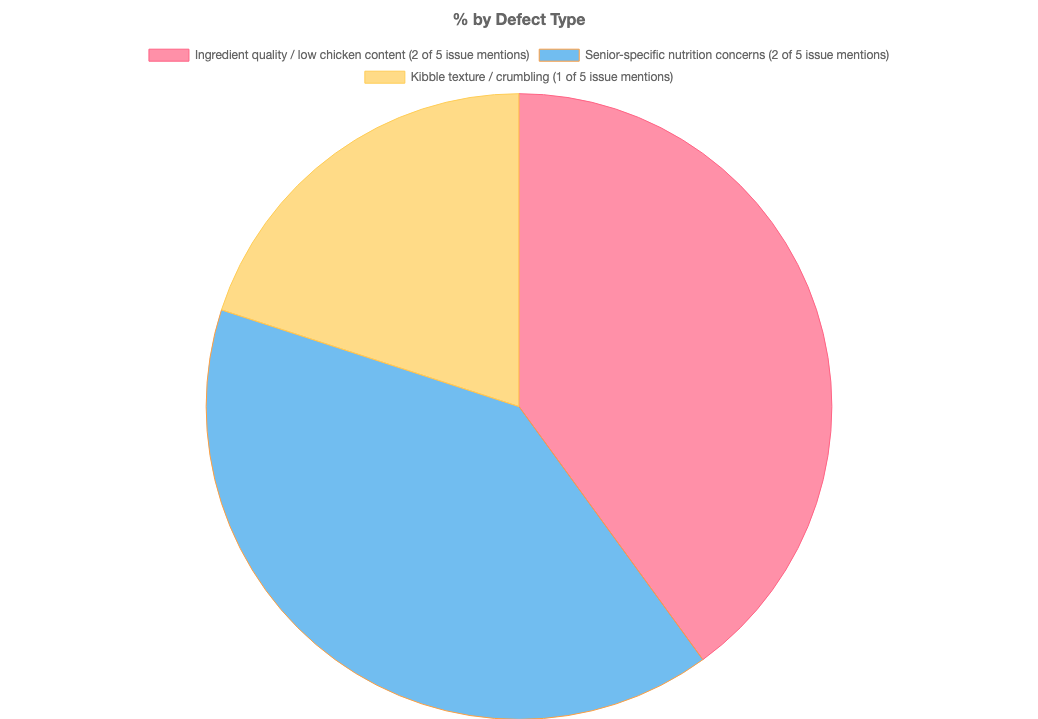 % by Defect Type
Ingredient quality / low chicken content (2 of 5 issue mentions) Senior-specific nutrition concerns (2 of 5 issue mentions)
Kibble texture / crumbling (1 of 5 issue mentions)